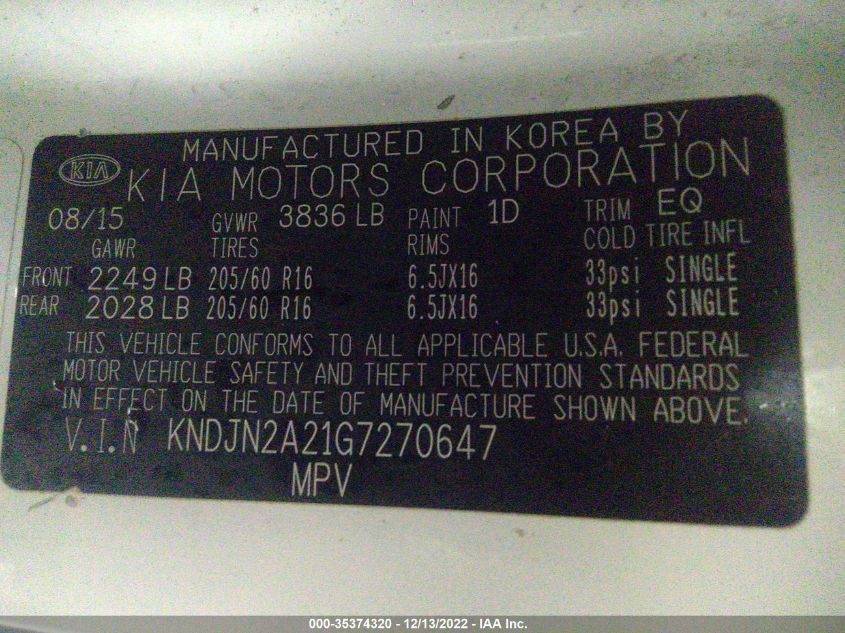 MANUFACTURED IN KOREA BY
KIA KIA MOTORS CORPORATION
08/15 GVWR 3836 LB PAINT 1D TRIM EQ
GAWR TIRES RIMS COLD TIRE INFL
FRONT 2249 LB 205/60 R16 6.5JX16 33psi SINGLE
REAR 2028 LB 205/60 R16 6.5JX16 33psi SINGLE
THIS VEHICLE CONFORMS TO ALL APPLICABLE U.S.A. FEDERAL
MOTOR VEHICLE SAFETY AND THEFT PREVENTION STANDARDS
IN EFFECT ON THE DATE OF MANUFACTURE SHOWN ABOVE.
V.I.N KNDJN2A21G7270647
MPV
000-35374320 - 12/13/2022 - IAA Inc.